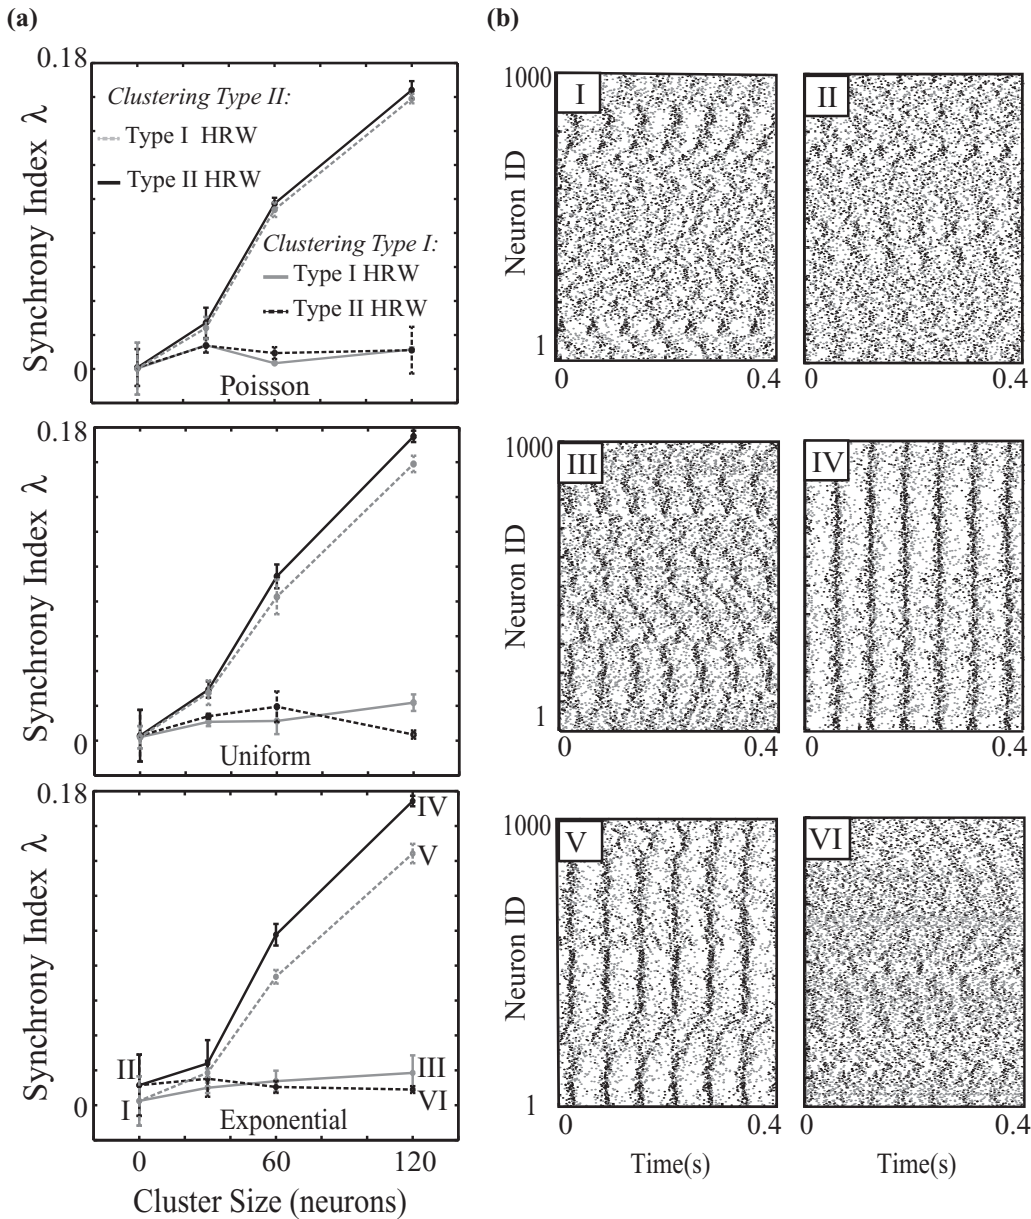 (a)
0.18
Synchrony Index λ
Clustering Type II:
Type I HRW
Type II HRW
Clustering Type I:
Type I HRW
Type II HRW
0
Poisson
0.18
Synchrony Index λ
0
Uniform
0.18
Synchrony Index λ
IV
V
II
III
I
VI
0
Exponential
0
60
120
Cluster Size (neurons)
(b)
1000
I
Neuron ID
1
0
0.4
II
0
0.4
1000
III
Neuron ID
1
0
0.4
IV
0
0.4
1000
V
Neuron ID
1
0
0.4
Time(s)
VI
0
0.4
Time(s)